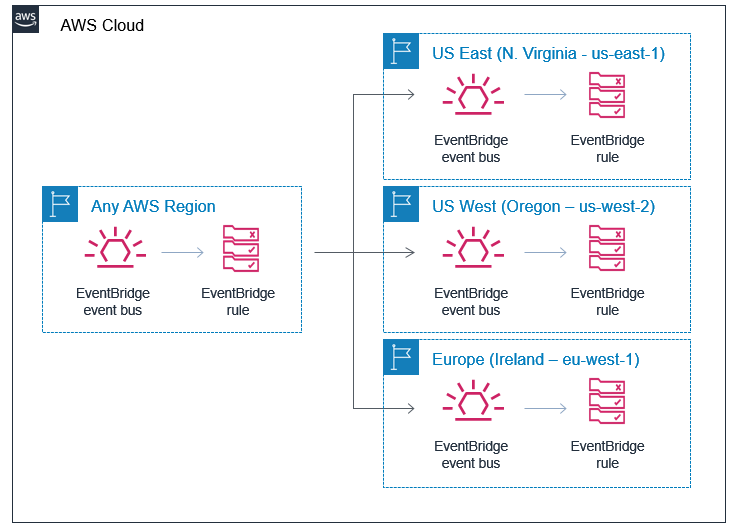 aws
AWS Cloud
US East (N. Virginia - us-east-1)
EventBridge
event bus
EventBridge
rule
Any AWS Region
EventBridge
event bus
EventBridge
rule
US West (Oregon – us-west-2)
EventBridge
event bus
EventBridge
rule
Europe (Ireland – eu-west-1)
EventBridge
event bus
EventBridge
rule